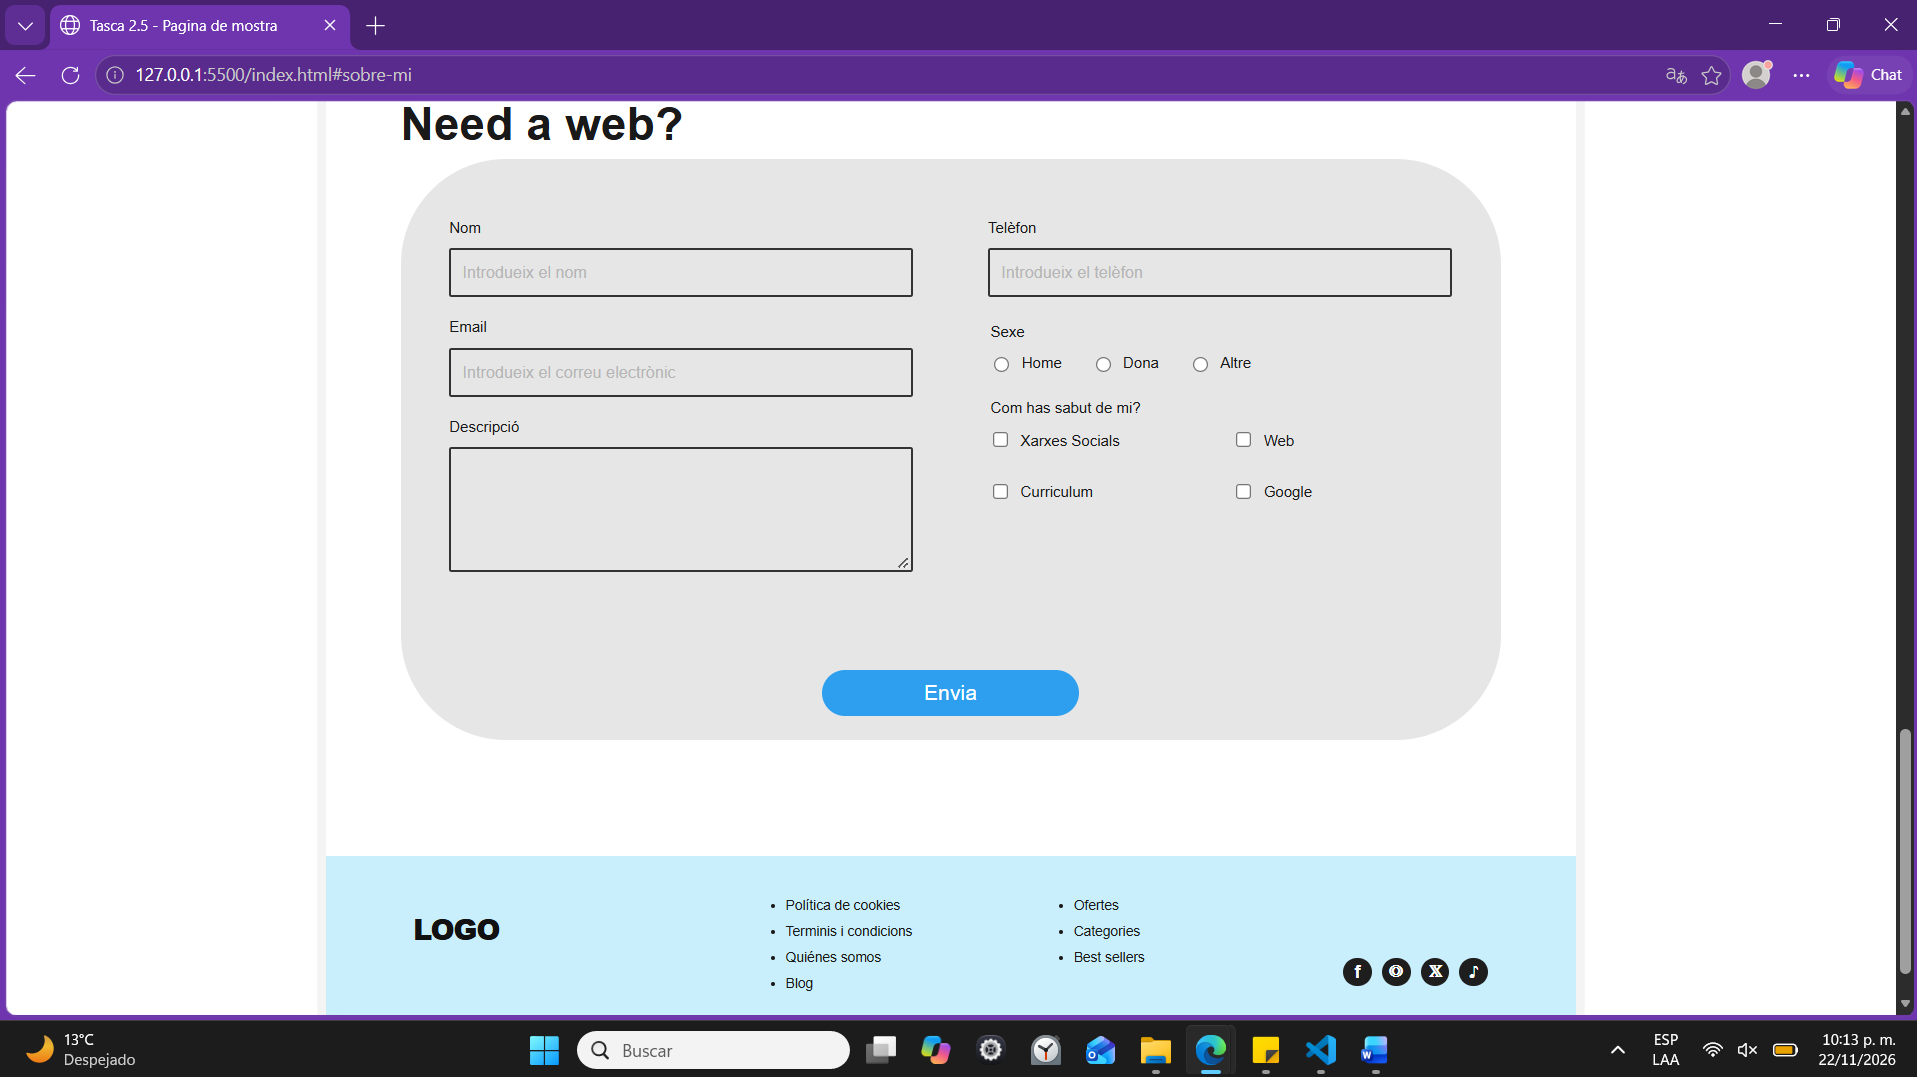 Tasca 2.5 - Pagina de mostra
127.0.0.1:5500/index.html#sobre-mi
Chat
Need a web?
Nom
Introdueix el nom
Email
Introdueix el correu electrònic
Descripció
Telèfon
Introdueix el telèfon
Sexe
Home Dona Altre
Com has sabut de mi?
Xarxes Socials Web
Curriculum Google
Envia
LOGO
Política de cookies
Terminis i condicions
Quiénes somos
Blog
Ofertes
Categories
Best sellers
13°C
Despejado
Buscar
ESP
LAA
10:13 p. m.
22/11/2026